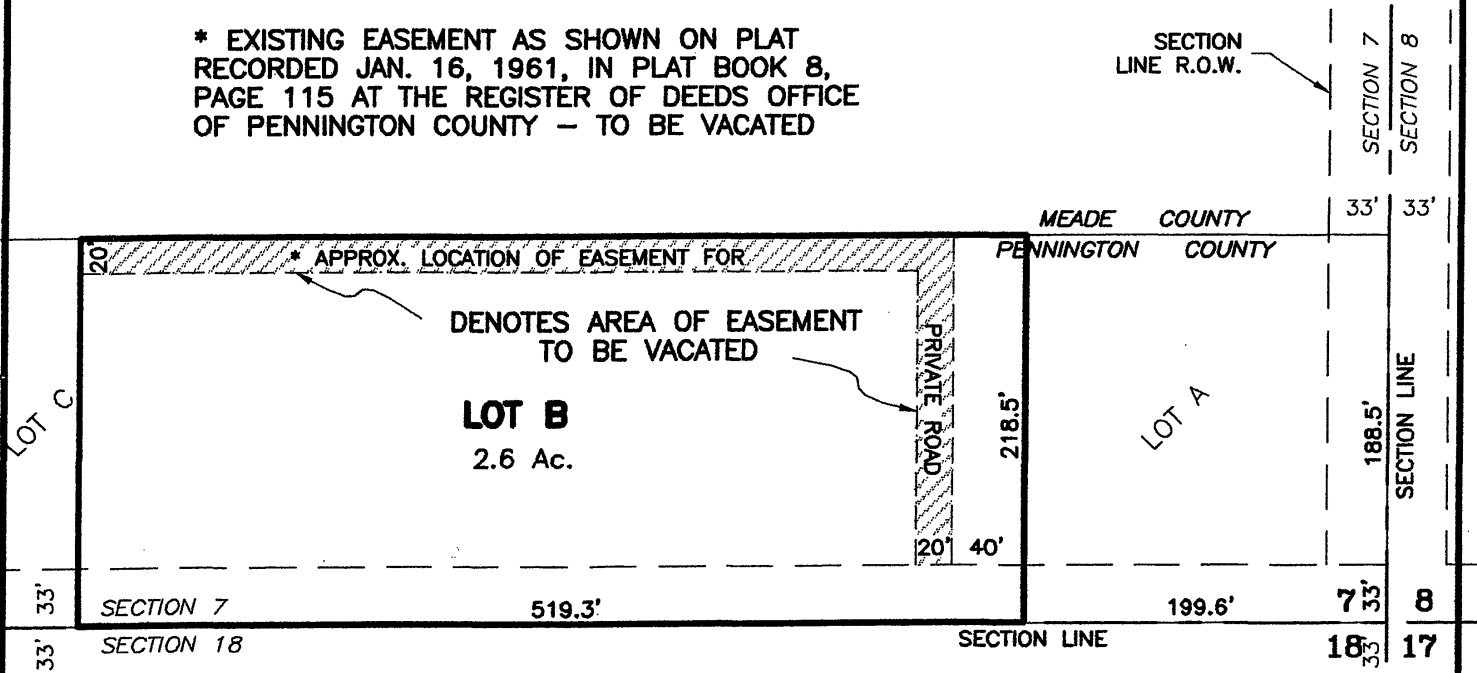 * EXISTING EASEMENT AS SHOWN ON PLAT
RECORDED JAN. 16, 1961, IN PLAT BOOK 8,
PAGE 115 AT THE REGISTER OF DEEDS OFFICE
OF PENNINGTON COUNTY – TO BE VACATED
SECTION
LINE R.O.W.
SECTION 7
SECTION 8
33' 33'
MEADE COUNTY
PENNINGTON COUNTY
20'
* APPROX. LOCATION OF EASEMENT FOR
PRIVATE ROAD
DENOTES AREA OF EASEMENT
TO BE VACATED
LOT C
LOT B
2.6 Ac.
218.5'
LOT A
188.5'
SECTION LINE
20' 40'
33'
SECTION 7
519.3'
199.6'
7 33' 8
33'
SECTION 18
SECTION LINE
18 33' 17